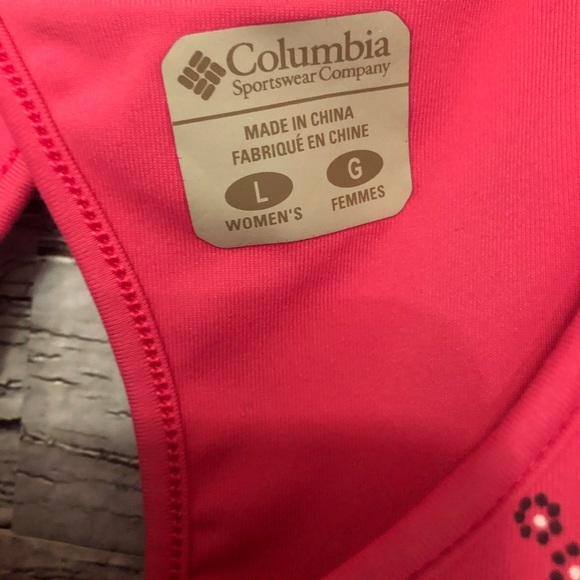 Columbia
Sportswear Company
MADE IN CHINA
FABRIQUÉ EN CHINE
L G
WOMEN'S FEMMES